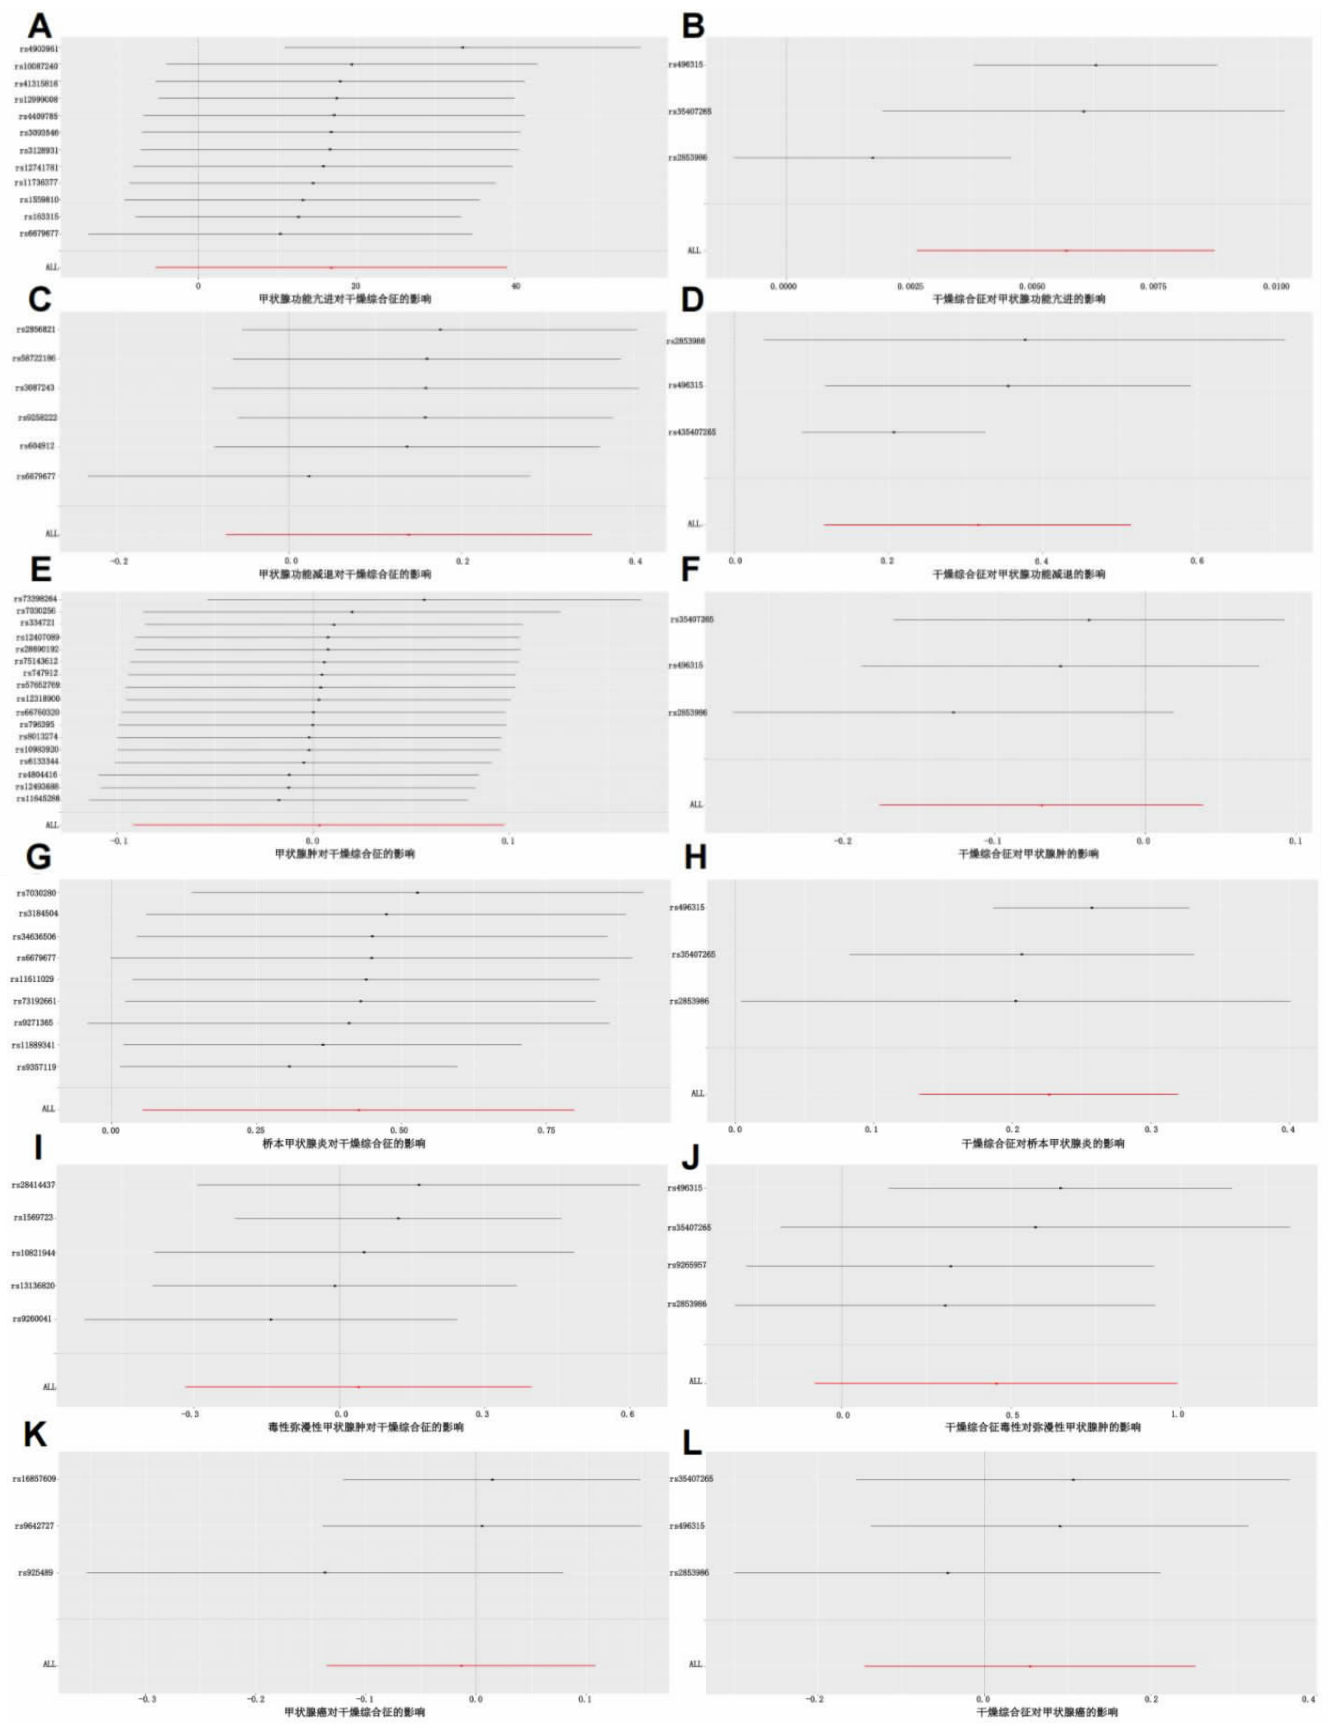 A
rs4903961
rs10087240
rs41315816
rs12999008
rs4409785
rs3093546
rs3128931
rs12741781
rs11736377
rs1559810
rs163315
rs6679677
ALL
0 20 40
甲状腺功能亢进对干燥综合征的影响
B
rs496315
rs35407265
rs2853986
ALL
0.0000 0.0025 0.0050 0.0075 0.0100
干燥综合征对甲状腺功能亢进的影响
C
rs2856821
rs58722186
rs3087243
rs9258222
rs604912
rs6679677
ALL
-0.2 0.0 0.2 0.4
甲状腺功能减退对干燥综合征的影响
D
rs2853986
rs496315
rs435407265
ALL
0.0 0.2 0.4 0.6
干燥综合征对甲状腺功能减退的影响
E
rs73398264
rs7030256
rs334721
rs12407089
rs28690192
rs75143612
rs747912
rs57652769
rs12318900
rs66760320
rs796395
rs8013274
rs10983920
rs6133344
rs4804416
rs12493688
rs11645288
ALL
-0.1 0.0 0.1
甲状腺肿对干燥综合征的影响
F
rs35407265
rs496315
rs2853986
ALL
-0.2 -0.1 0.0 0.1
干燥综合征对甲状腺肿的影响
G
rs7030280
rs3184504
rs34636506
rs6679677
rs11611029
rs73192661
rs9271365
rs11889341
rs9357119
ALL
0.00 0.25 0.50 0.75
桥本甲状腺炎对干燥综合征的影响
H
rs496315
rs35407265
rs2853986
ALL
0.0 0.1 0.2 0.3 0.4
干燥综合征对桥本甲状腺炎的影响
I
rs28414437
rs1569723
rs10821944
rs13136820
rs9260041
ALL
-0.3 0.0 0.3 0.6
毒性弥漫性甲状腺肿对干燥综合征的影响
J
rs496315
rs35407265
rs9265957
rs2853986
ALL
0.0 0.5 1.0
干燥综合征毒性对弥漫性甲状腺肿的影响
K
rs16857609
rs9642727
rs925489
ALL
-0.3 -0.2 -0.1 0.0 0.1
甲状腺癌对干燥综合征的影响
L
rs35407265
rs496315
rs2853986
ALL
-0.2 0.0 0.2 0.4
干燥综合征对甲状腺癌的影响